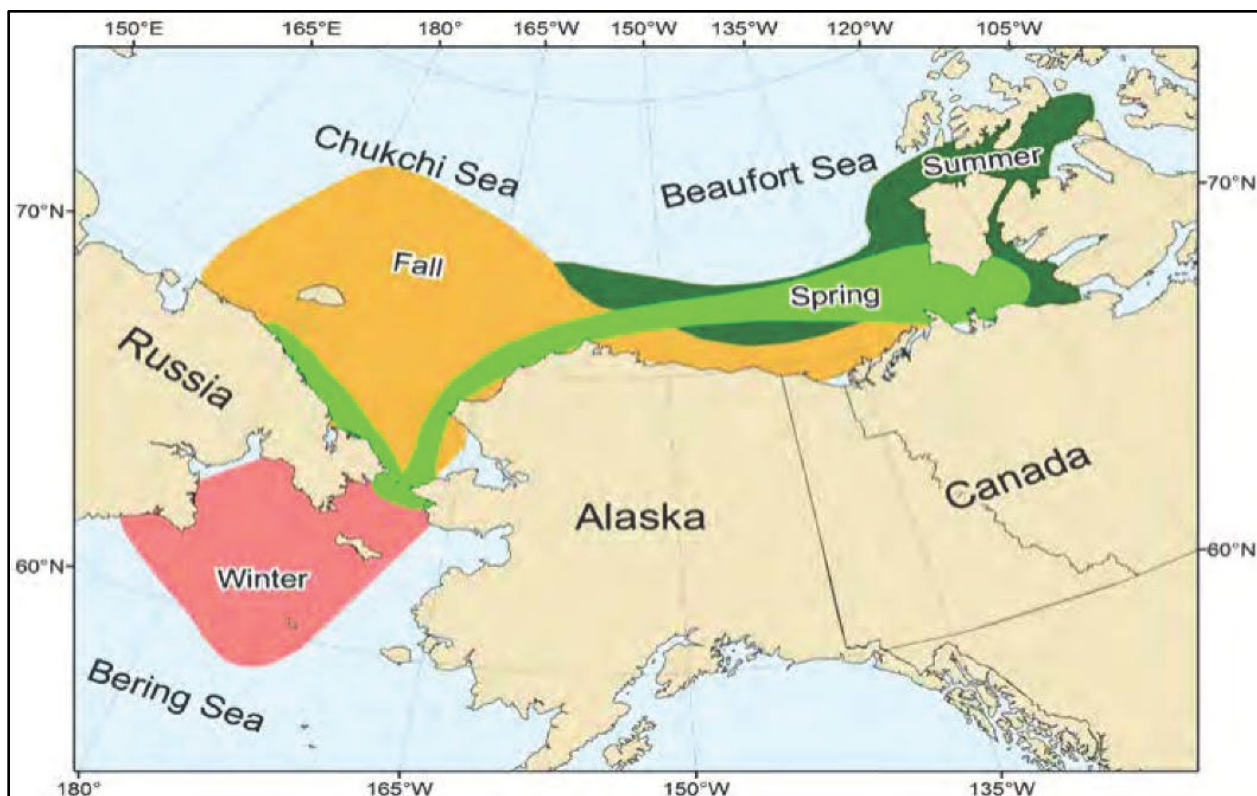 150°E 165°E 180° 165°W 150°W 135°W 120°W 105°W
Chukchi Sea
Beaufort Sea
Summer
70°N
70°N
Fall
Spring
Russia
Canada
Alaska
60°N
60°N
Winter
Bering Sea
180° 165°W 150°W 135°W